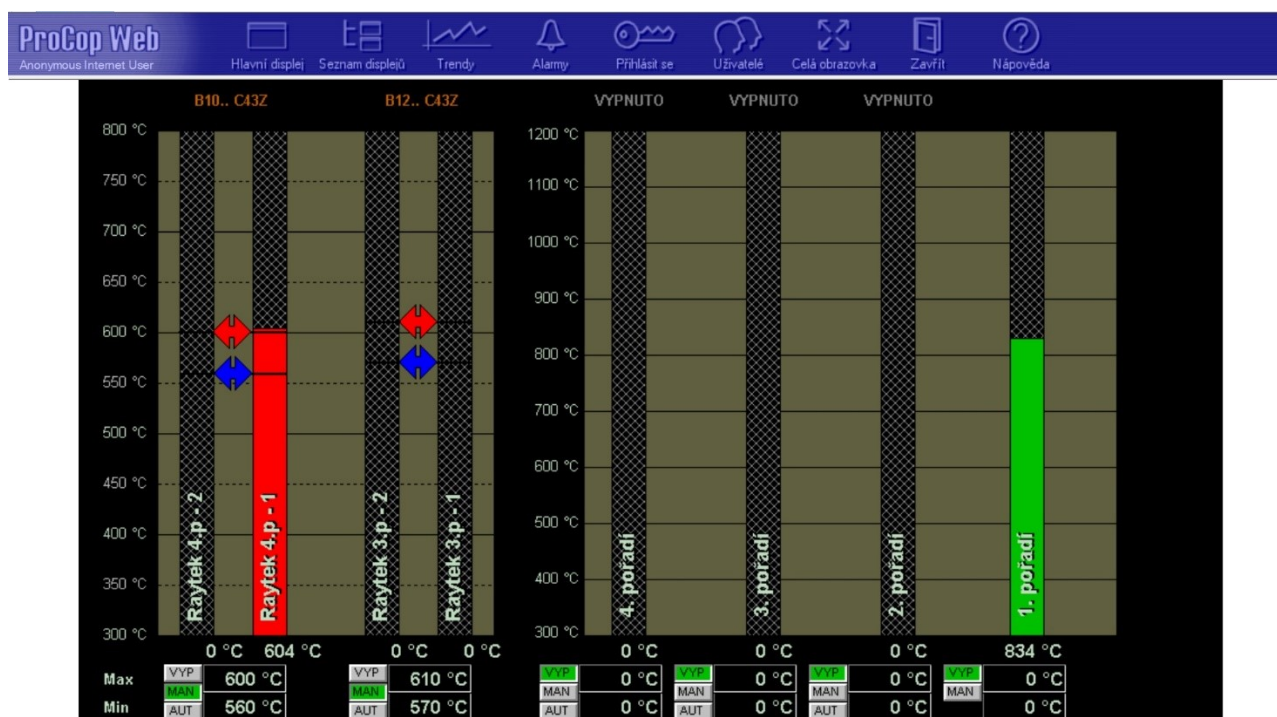 ProCop Web
Anonymous Internet User
Hlavní displej Seznam displejů Trendy Alarmy Přihlásit se Uživatelé Celá obrazovka Zavřít Nápověda
B10.. C43Z B12.. C43Z VYPNUTO VYPNUTO VYPNUTO
800 °C
750 °C
700 °C
650 °C
600 °C
550 °C
500 °C
450 °C
400 °C
350 °C
300 °C
Raytek 4.p - 2
Raytek 4.p - 1
Raytek 3.p - 2
Raytek 3.p - 1
1200 °C
1100 °C
1000 °C
900 °C
800 °C
700 °C
600 °C
500 °C
400 °C
300 °C
4. pořadí
3. pořadí
2. pořadí
1. pořadí
0 °C 604 °C 0 °C 0 °C 0 °C 0 °C 0 °C 834 °C
Max VYP 600 °C VYP 610 °C VYP 0 °C VYP 0 °C VYP 0 °C VYP 0 °C
MAN MAN MAN MAN MAN MAN
Min AUT 560 °C AUT 570 °C AUT 0 °C AUT 0 °C AUT 0 °C 0 °C